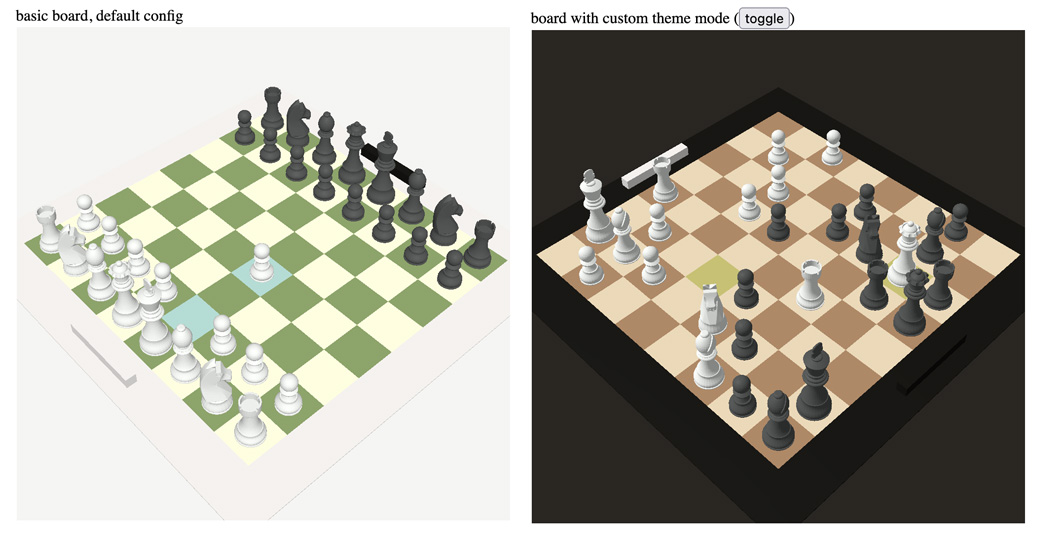 basic board, default config
board with custom theme mode (toggle)